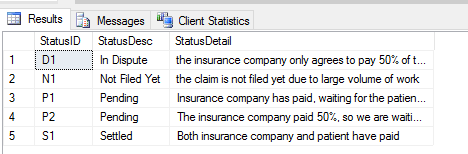 Results Messages Client Statistics
StatusID StatusDesc StatusDetail
1 D1 In Dispute the insurance company only agrees to pay 50% of t...
2 N1 Not Filed Yet the claim is not filed yet due to large volume of work
3 P1 Pending Insurance company has paid, waiting for the patien...
4 P2 Pending The insurance company paid 50%, so we are waiti...
5 S1 Settled Both insurance company and patient have paid